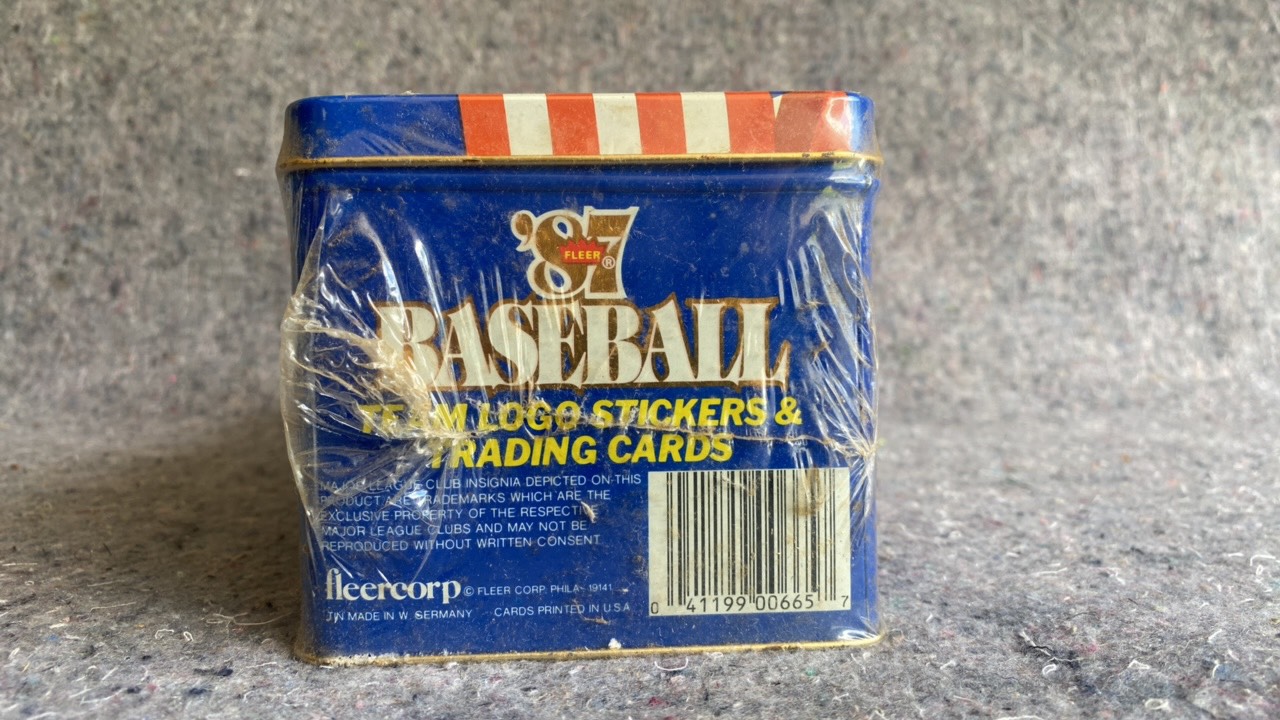 '87
FLEER®
BASEBALL
TEAM LOGO STICKERS &
TRADING CARDS
MAJOR LEAGUE CLUB INSIGNIA DEPICTED ON THIS
PRODUCT ARE TRADEMARKS WHICH ARE THE
EXCLUSIVE PROPERTY OF THE RESPECTIVE
MAJOR LEAGUE CLUBS AND MAY NOT BE
REPRODUCED WITHOUT WRITTEN CONSENT.
fleercorp © FLEER CORP. PHILA. 19141
TIN MADE IN W. GERMANY CARDS PRINTED IN U.S.A
0 41199 00665 7